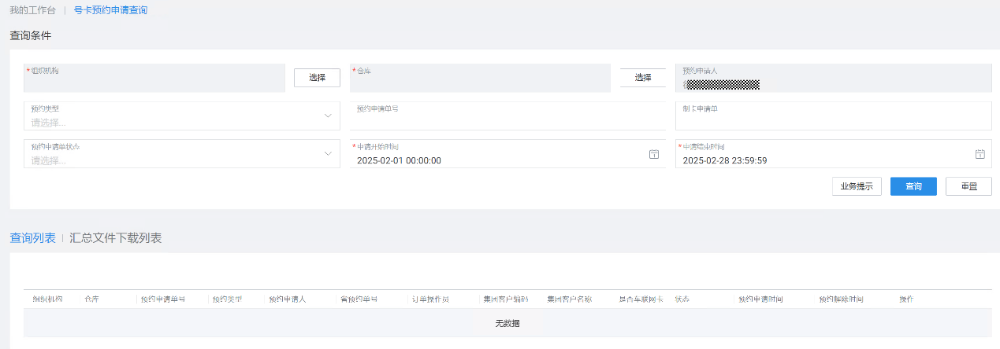 我的工作台 | 号卡预约申请查询
查询条件
*组织机构 选择 *仓库 选择 预约申请人
预约类型 请选择... 预约申请单号 制卡申请单
预约申请单状态 请选择... *申请开始时间 2025-02-01 00:00:00 *申请结束时间 2025-02-28 23:59:59
业务提示 查询 重置
查询列表 | 汇总文件下载列表
组织机构 仓库 预约申请单号 预约类型 预约申请人 省预约单号 订单操作员 集团客户编码 集团客户名称 是否车联网卡 状态 预约申请时间 预约解除时间 操作
无数据